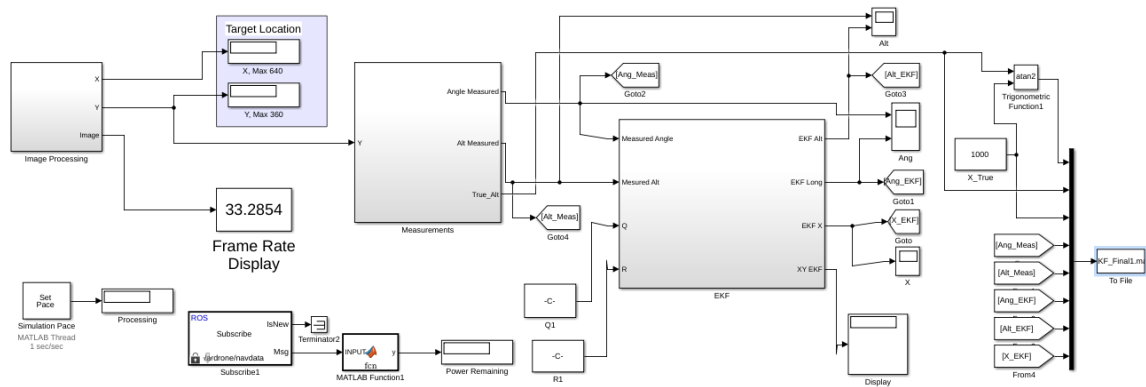 Target Location
X, Max 640
Y, Max 360
X
Y
Image
Image Processing
33.2854
Frame Rate
Display
Set
Pace
Simulation Pace
MATLAB Thread
1 sec/sec
Processing
ROS
Subscribe
IsNew
Msg
Subscribe1
Terminator2
INPUT
fcn
y
MATLAB Function1
Power Remaining
Y
Angle Measured
Alt Measured
True_Alt
Measurements
[Ang_Meas]
Goto2
[Alt_Meas]
Goto4
-C-
Q1
-C-
R1
Measured Angle
Mesured Alt
Q
R
EKF Alt
EKF Long
EKF X
XY EKF
EKF
Alt
[Alt_EKF]
Goto3
Ang
[Ang_EKF]
Goto1
[X_EKF]
Goto
X
Display
atan2
Trigonometric
Function1
1000
X_True
[Ang_Meas]
[Alt_Meas]
[Ang_EKF]
[Alt_EKF]
[X_EKF]
From4
To File